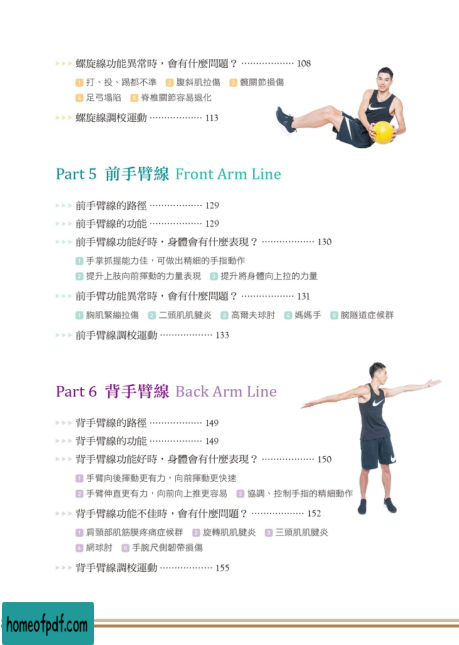 ▸▸▸ 螺旋線功能異常時，會有什麼問題？ ……………… 108
1 打、投、踢都不準 2 腹斜肌拉傷 3 髖關節損傷
4 足弓塌陷 5 脊椎關節容易退化
▸▸▸ 螺旋線調校運動 ……………… 113
Part 5 前手臂線 Front Arm Line
▸▸▸ 前手臂線的路徑 ……………… 129
▸▸▸ 前手臂線的功能 ……………… 129
▸▸▸ 前手臂線功能好時，身體會有什麼表現？ ……………… 130
1 手掌抓握能力佳，可做出精細的手指動作
2 提升上肢向前揮動的力量表現 3 提升將身體向上拉的力量
▸▸▸ 前手臂功能異常時，會有什麼問題？ ……………… 131
1 胸肌緊繃拉傷 2 二頭肌肌腱炎 3 高爾夫球肘 4 媽媽手 5 腕隧道症候群
▸▸▸ 前手臂線調校運動 ……………… 133
Part 6 背手臂線 Back Arm Line
▸▸▸ 背手臂線的路徑 ……………… 149
▸▸▸ 背手臂線的功能 ……………… 149
▸▸▸ 背手臂線功能好時，身體會有什麼表現？ ……………… 150
1 手臂向後揮動更有力，向前揮動更快速
2 手臂伸直更有力，向前向上推更容易 3 協調、控制手指的精細動作
▸▸▸ 背手臂線功能不佳時，會有什麼問題？ ……………… 152
1 肩頸部肌筋膜疼痛症候群 2 旋轉肌肌腱炎 3 三頭肌肌腱炎
4 網球肘 5 手腕尺側韌帶損傷
▸▸▸ 背手臂線調校運動 ……………… 155
homeofpdf.com